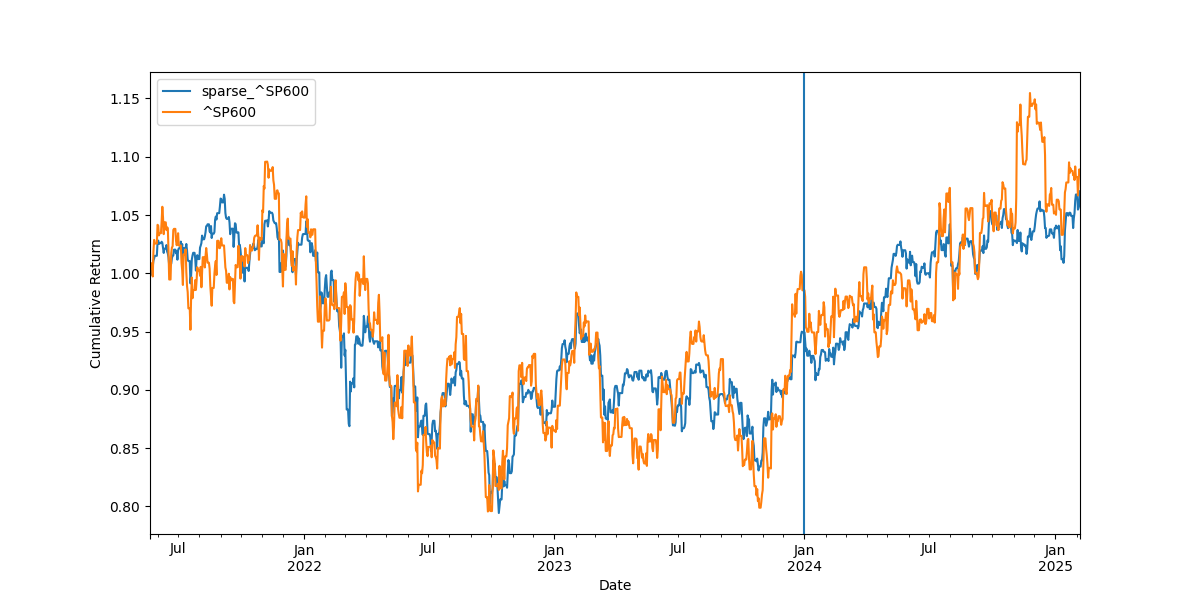 sparse_^SP600
^SP600
1.15
1.10
1.05
1.00
0.95
0.90
0.85
0.80
Cumulative Return
Jul
Jan
2022
Jul
Jan
2023
Jul
Jan
2024
Jul
Jan
2025
Date